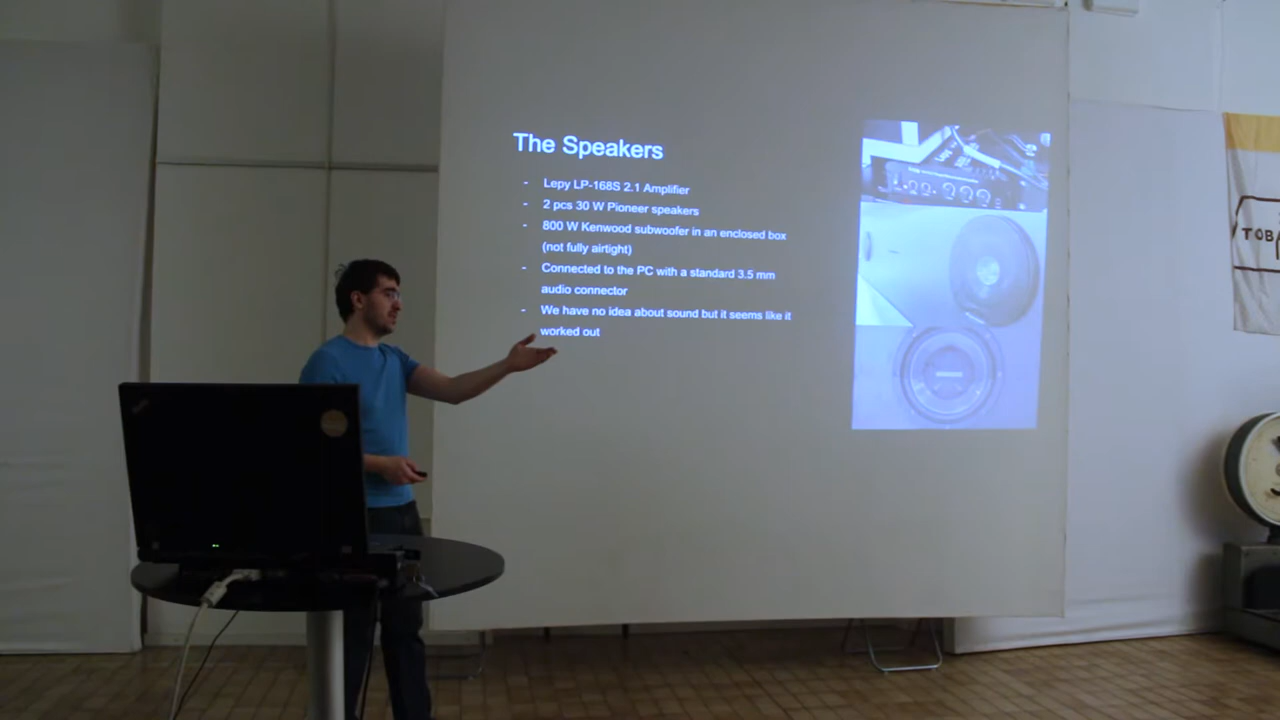 The Speakers
- Lepy LP-168S 2.1 Amplifier
- 2 pcs 30 W Pioneer speakers
- 800 W Kenwood subwoofer in an enclosed box
(not fully airtight)
- Connected to the PC with a standard 3.5 mm
audio connector
- We have no idea about sound but it seems like it
worked out